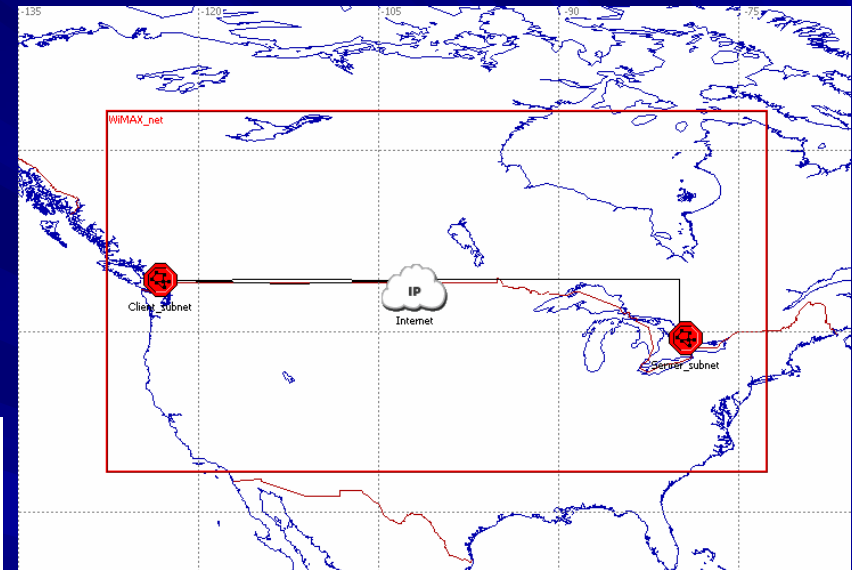 -135 -120 -105 -90 -75
WiMAX_net
IP
Client_subnet
Internet
Server_subnet